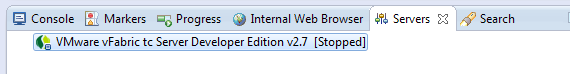 Console Markers Progress Internal Web Browser Servers Search
VMware vFabric tc Server Developer Edition v2.7 [Stopped]